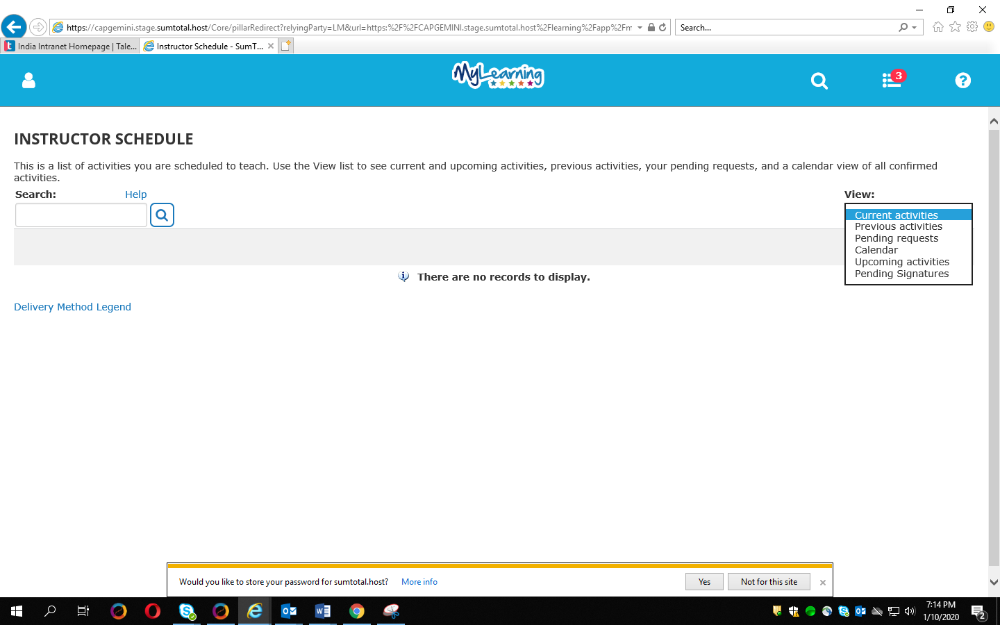 https://capgemini.stage.sumtotal.host/Core/pillarRedirect?relyingParty=LM&url=https:%2F%2FCAPGEMINI.stage.sumtotal.host%2Flearning%2Fapp%2Fm
Search...
India Intranet Homepage | Tale...
Instructor Schedule - SumT...
MyLearning
3
INSTRUCTOR SCHEDULE
This is a list of activities you are scheduled to teach. Use the View list to see current and upcoming activities, previous activities, your pending requests, and a calendar view of all confirmed
activities.
Search: Help
View:
Current activities
Previous activities
Pending requests
Calendar
Upcoming activities
Pending Signatures
There are no records to display.
Delivery Method Legend
Would you like to store your password for sumtotal.host? More info Yes Not for this site
7:14 PM
1/10/2020
2